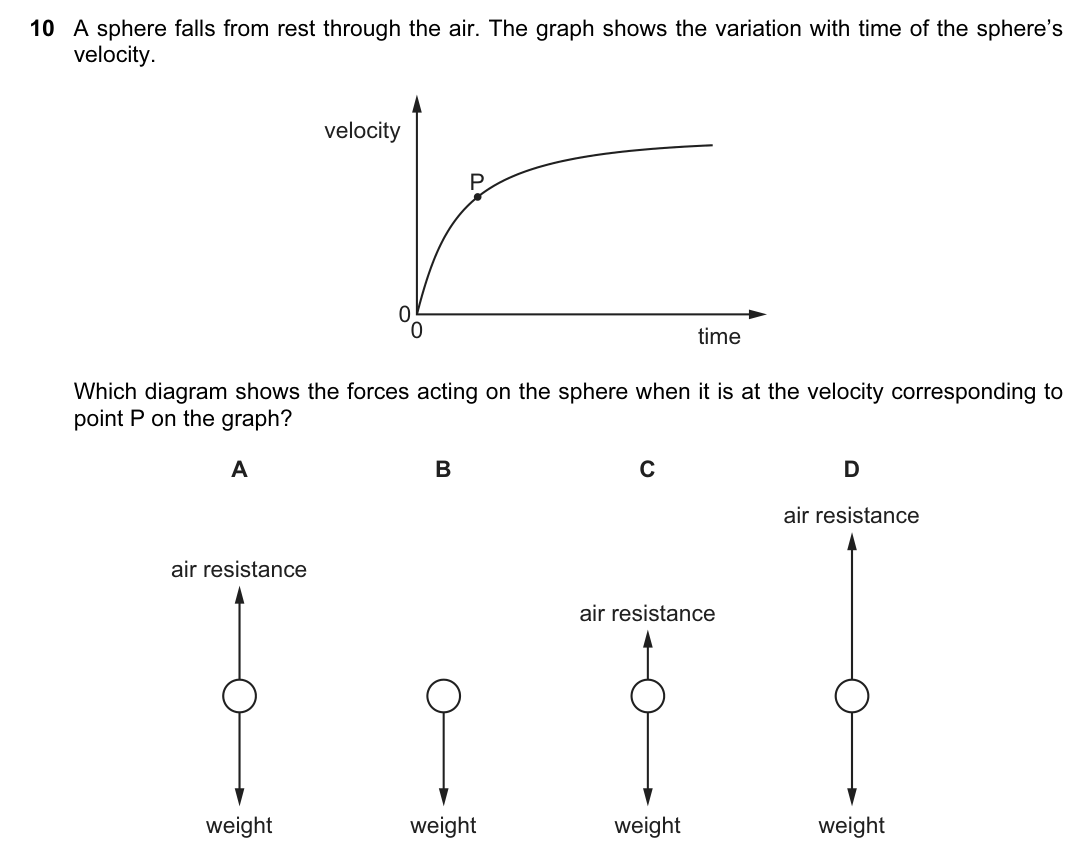 10 A sphere falls from rest through the air. The graph shows the variation with time of the sphere's
velocity.
velocity
P
0
0
time
Which diagram shows the forces acting on the sphere when it is at the velocity corresponding to
point P on the graph?
A B C D
air resistance
air resistance
air resistance
weight weight weight weight